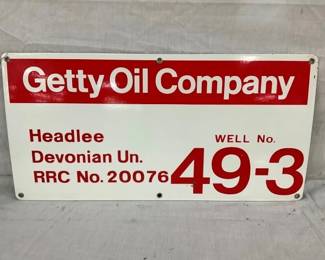 Getty Oil Company
Headlee
Devonian Un.
RRC No. 20076
WELL No.
49-3